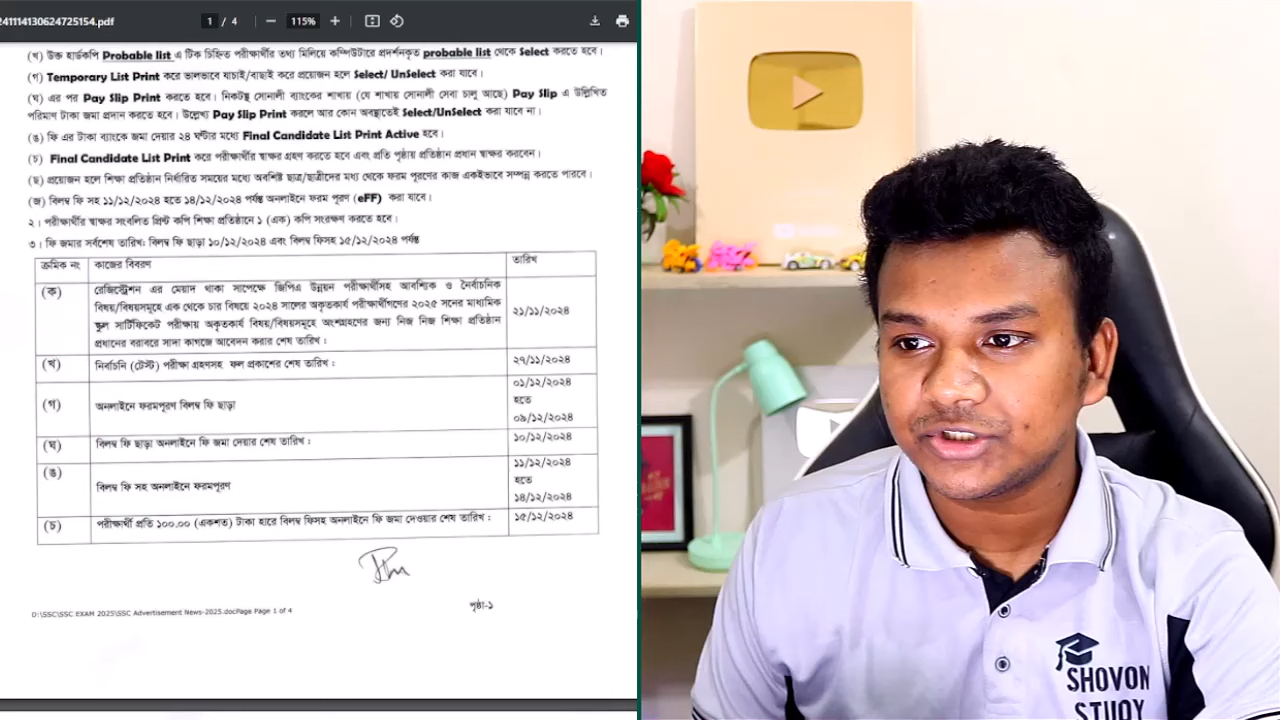 241114130624725154.pdf
1 / 4
115%
(খ) উক্ত হার্ডকপি Probable list এ টিক চিহ্নিত পরীক্ষার্থীর তথ্য মিলিয়ে কম্পিউটারে প্রদর্শনকৃত probable list থেকে Select করতে হবে।
(গ) Temporary List Print করে ভালভাবে যাচাই/বাছাই করে প্রয়োজন হলে Select/ UnSelect করা যাবে।
(ঘ) এর পর Pay Slip Print করতে হবে। নিকটস্থ সোনালী ব্যাংকের শাখায় (যে শাখায় সোনালী সেবা চালু আছে) Pay Slip এ উল্লিখিত
পরিমাণ টাকা জমা প্রদান করতে হবে। উল্লেখ্য Pay Slip Print করলে আর কোন অবস্থাতেই Select/UnSelect করা যাবে না।
(ঙ) ফি এর টাকা ব্যাংকে জমা দেয়ার ২৪ ঘণ্টার মধ্যে Final Candidate List Print Active হবে।
(চ) Final Candidate List Print করে পরীক্ষার্থীর স্বাক্ষর গ্রহণ করতে হবে এবং প্রতি পৃষ্ঠায় প্রতিষ্ঠান প্রধান স্বাক্ষর করবেন।
(ছ) প্রয়োজন হলে শিক্ষা প্রতিষ্ঠান নির্ধারিত সময়ের মধ্যে অবশিষ্ট ছাত্র/ছাত্রীদের মধ্য থেকে ফরম পূরণের কাজ একইভাবে সম্পন্ন করতে পারবে।
(জ) বিলম্ব ফি সহ ১১/১২/২০২৪ হতে ১৪/১২/২০২৪ পর্যন্ত অনলাইনে ফরম পূরণ (eFF) করা যাবে।
২। পরীক্ষার্থীর স্বাক্ষর সংবলিত প্রিন্ট কপি শিক্ষা প্রতিষ্ঠানে ১ (এক) কপি সংরক্ষণ করতে হবে।
৩। ফি জমার সর্বশেষ তারিখ: বিলম্ব ফি ছাড়া ১০/১২/২০২৪ এবং বিলম্ব ফিসহ ১৫/১২/২০২৪ পর্যন্ত
ক্রমিক নং কাজের বিবরণ তারিখ
(ক) রেজিস্ট্রেশন এর মেয়াদ থাকা সাপেক্ষে জিপিএ উন্নয়ন পরীক্ষার্থীসহ আবশ্যিক ও নৈর্বাচনিক
বিষয়/বিষয়সমূহে এক থেকে চার বিষয়ে ২০২৪ সালের অকৃতকার্য পরীক্ষার্থীগণের ২০২৫ সনের মাধ্যমিক
স্কুল সার্টিফিকেট পরীক্ষায় অকৃতকার্য বিষয়/বিষয়সমূহে অংশগ্রহণের জন্য নিজ নিজ শিক্ষা প্রতিষ্ঠান
প্রধানের বরাবরে সাদা কাগজে আবেদন করার শেষ তারিখ :
২১/১১/২০২৪
(খ) নির্বাচনি (টেস্ট) পরীক্ষা গ্রহণসহ ফল প্রকাশের শেষ তারিখ : ২৭/১১/২০২৪
(গ) অনলাইনে ফরমপূরণ বিলম্ব ফি ছাড়া
০১/১২/২০২৪
হতে
০৯/১২/২০২৪
(ঘ) বিলম্ব ফি ছাড়া অনলাইনে ফি জমা দেয়ার শেষ তারিখ : ১০/১২/২০২৪
(ঙ) বিলম্ব ফি সহ অনলাইনে ফরমপূরণ
১১/১২/২০২৪
হতে
১৪/১২/২০২৪
(চ) পরীক্ষার্থী প্রতি ১০০.০০ (একশত) টাকা হারে বিলম্ব ফিসহ অনলাইনে ফি জমা দেওয়ার শেষ তারিখ : ১৫/১২/২০২৪
D:\SSC\SSC EXAM 2025\SSC Advertisement News-2025.docPage Page 1 of 4
পৃষ্ঠা-১
SHOVON
STUDY